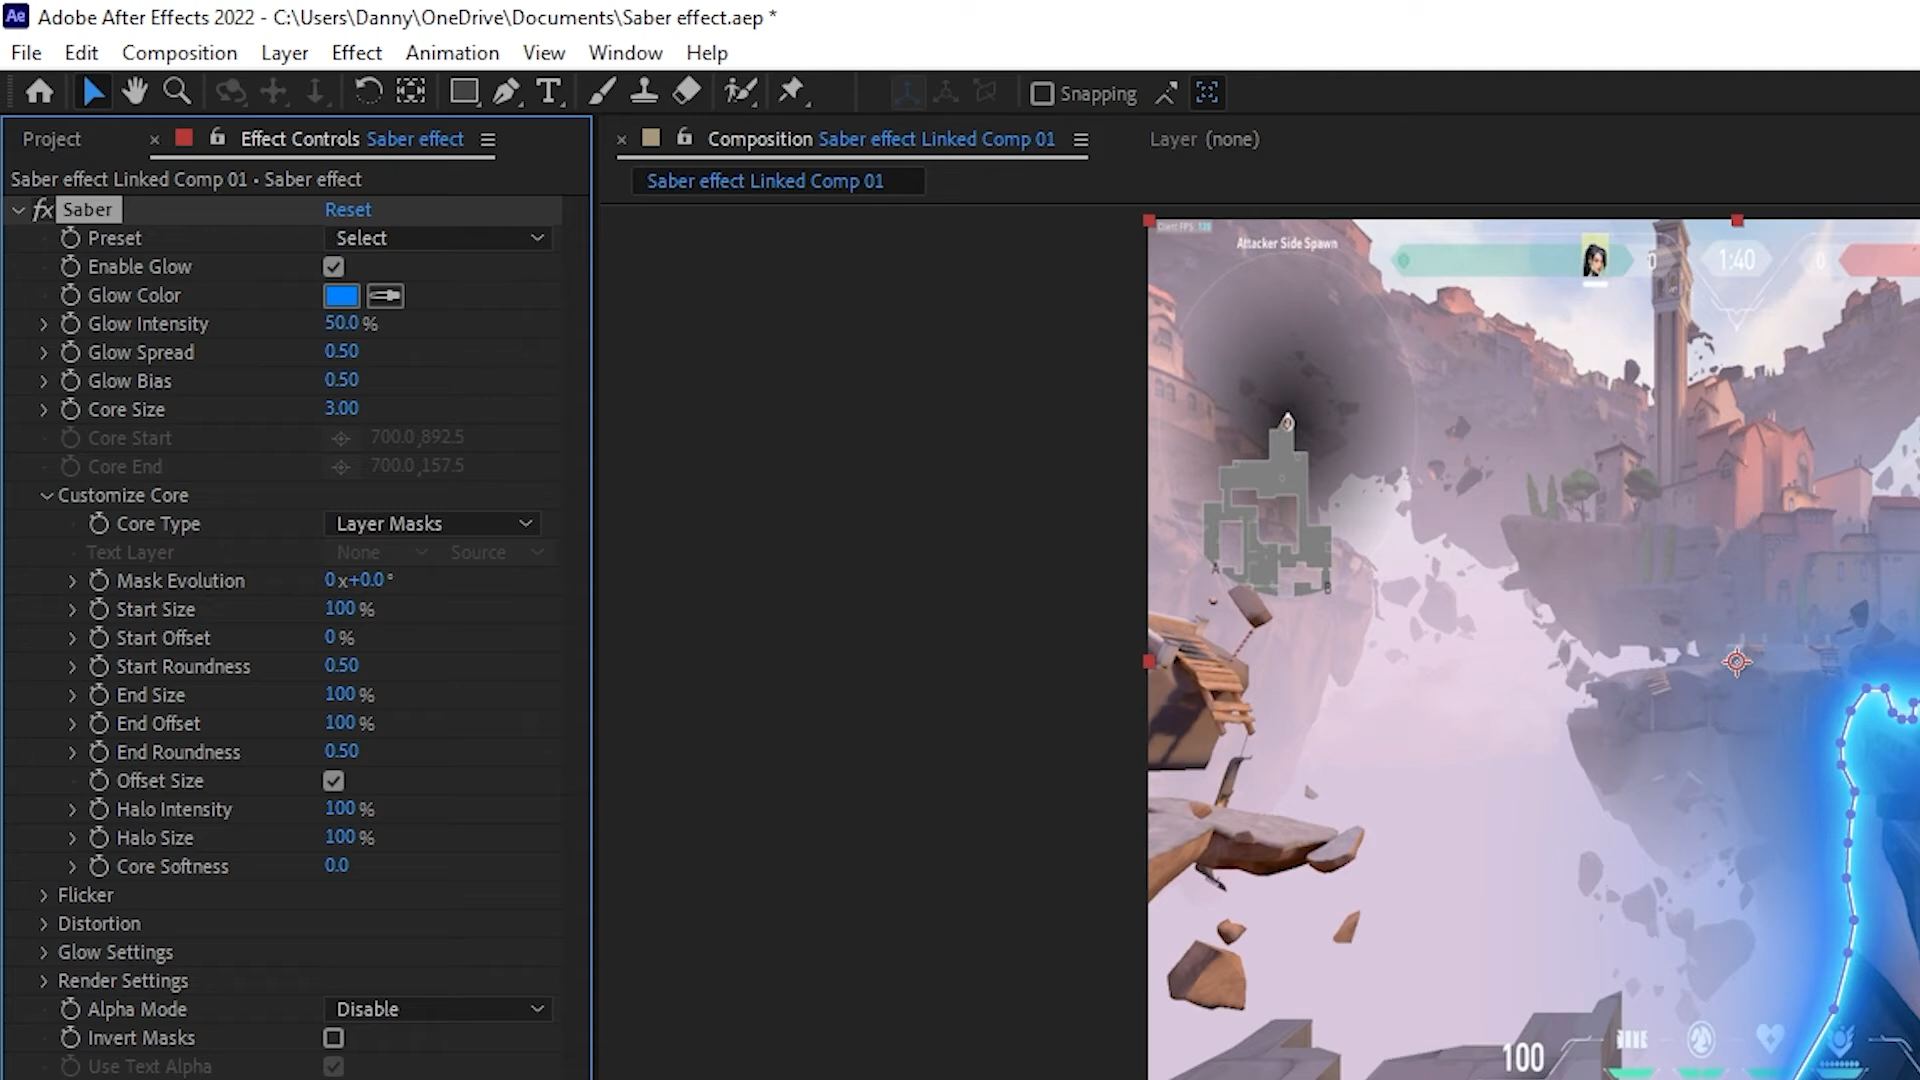 Ae Adobe After Effects 2022 - C:\Users\Danny\OneDrive\Documents\Saber effect.aep *
File Edit Composition Layer Effect Animation View Window Help
T Snapping
Project × Effect Controls Saber effect
× Composition Saber effect Linked Comp 01 Layer (none)
Saber effect Linked Comp 01 • Saber effect
Saber effect Linked Comp 01
fx Saber Reset
Preset Select
Enable Glow
Glow Color
Glow Intensity 50.0 %
Glow Spread 0.50
Glow Bias 0.50
Core Size 3.00
Core Start 700.0,892.5
Core End 700.0,157.5
Customize Core
Core Type Layer Masks
Text Layer None Source
Mask Evolution 0x+0.0°
Start Size 100 %
Start Offset 0 %
Start Roundness 0.50
End Size 100 %
End Offset 100 %
End Roundness 0.50
Offset Size
Halo Intensity 100 %
Halo Size 100 %
Core Softness 0.0
Flicker
Distortion
Glow Settings
Render Settings
Alpha Mode Disable
Invert Masks
Use Text Alpha
Client FPS 128
Attacker Side Spawn
0 1:40 0
A B
100